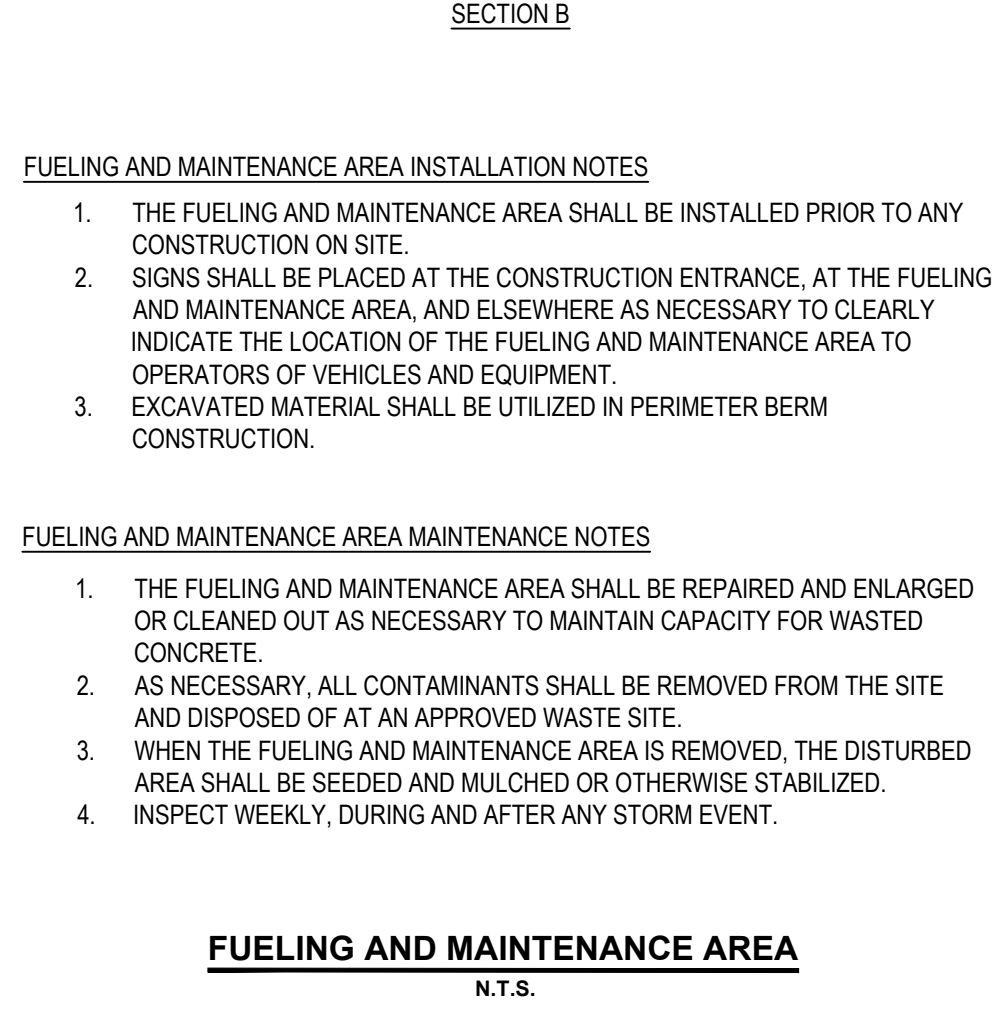 SECTION B
FUELING AND MAINTENANCE AREA INSTALLATION NOTES
1. THE FUELING AND MAINTENANCE AREA SHALL BE INSTALLED PRIOR TO ANY
CONSTRUCTION ON SITE.
2. SIGNS SHALL BE PLACED AT THE CONSTRUCTION ENTRANCE, AT THE FUELING
AND MAINTENANCE AREA, AND ELSEWHERE AS NECESSARY TO CLEARLY
INDICATE THE LOCATION OF THE FUELING AND MAINTENANCE AREA TO
OPERATORS OF VEHICLES AND EQUIPMENT.
3. EXCAVATED MATERIAL SHALL BE UTILIZED IN PERIMETER BERM
CONSTRUCTION.
FUELING AND MAINTENANCE AREA MAINTENANCE NOTES
1. THE FUELING AND MAINTENANCE AREA SHALL BE REPAIRED AND ENLARGED
OR CLEANED OUT AS NECESSARY TO MAINTAIN CAPACITY FOR WASTED
CONCRETE.
2. AS NECESSARY, ALL CONTAMINANTS SHALL BE REMOVED FROM THE SITE
AND DISPOSED OF AT AN APPROVED WASTE SITE.
3. WHEN THE FUELING AND MAINTENANCE AREA IS REMOVED, THE DISTURBED
AREA SHALL BE SEEDED AND MULCHED OR OTHERWISE STABILIZED.
4. INSPECT WEEKLY, DURING AND AFTER ANY STORM EVENT.
FUELING AND MAINTENANCE AREA
N.T.S.